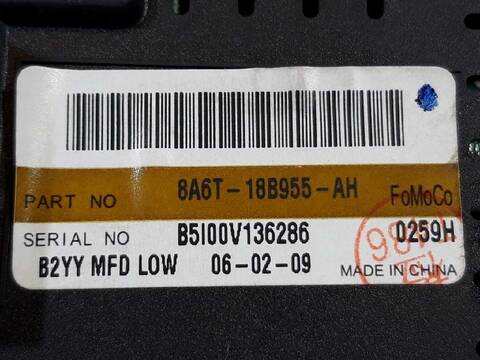 PART NO 8A6T-18B955-AH FoMoCo
SERIAL NO B5I00V136286 0259H
B2YY MFD LOW 06-02-09 MADE IN CHINA